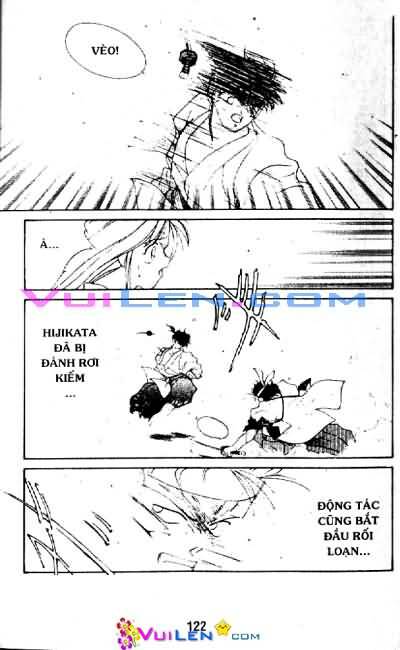 VÈO!
À...
VUILEN.COM
HIJIKATA
ĐÃ BỊ
ĐÁNH RƠI
KIẾM
...
ĐỘNG TÁC
CŨNG BẮT
ĐẦU RỐI
LOẠN...
122
VUILEN.COM